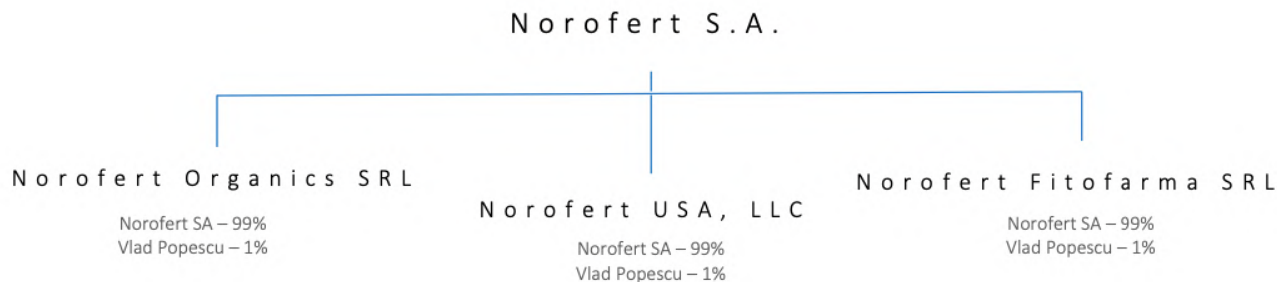 Norofert S.A.
Norofert Organics SRL
Norofert SA – 99%
Vlad Popescu – 1%
Norofert USA, LLC
Norofert SA – 99%
Vlad Popescu – 1%
Norofert Fitofarma SRL
Norofert SA – 99%
Vlad Popescu – 1%